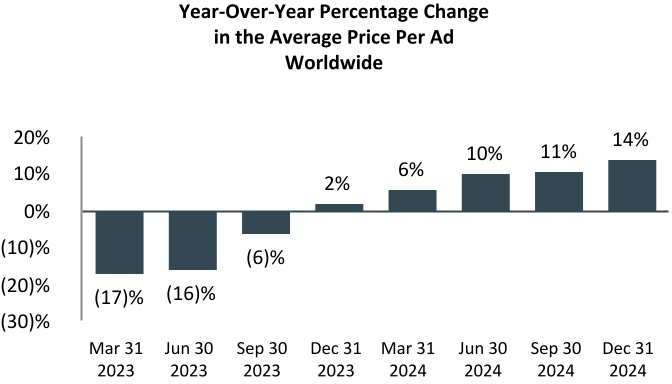 Year-Over-Year Percentage Change
in the Average Price Per Ad
Worldwide
20%
10%
0%
(10)%
(20)%
(30)%
(17)%
(16)%
(6)%
2%
6%
10%
11%
14%
Mar 31 Jun 30 Sep 30 Dec 31 Mar 31 Jun 30 Sep 30 Dec 31
2023 2023 2023 2023 2024 2024 2024 2024